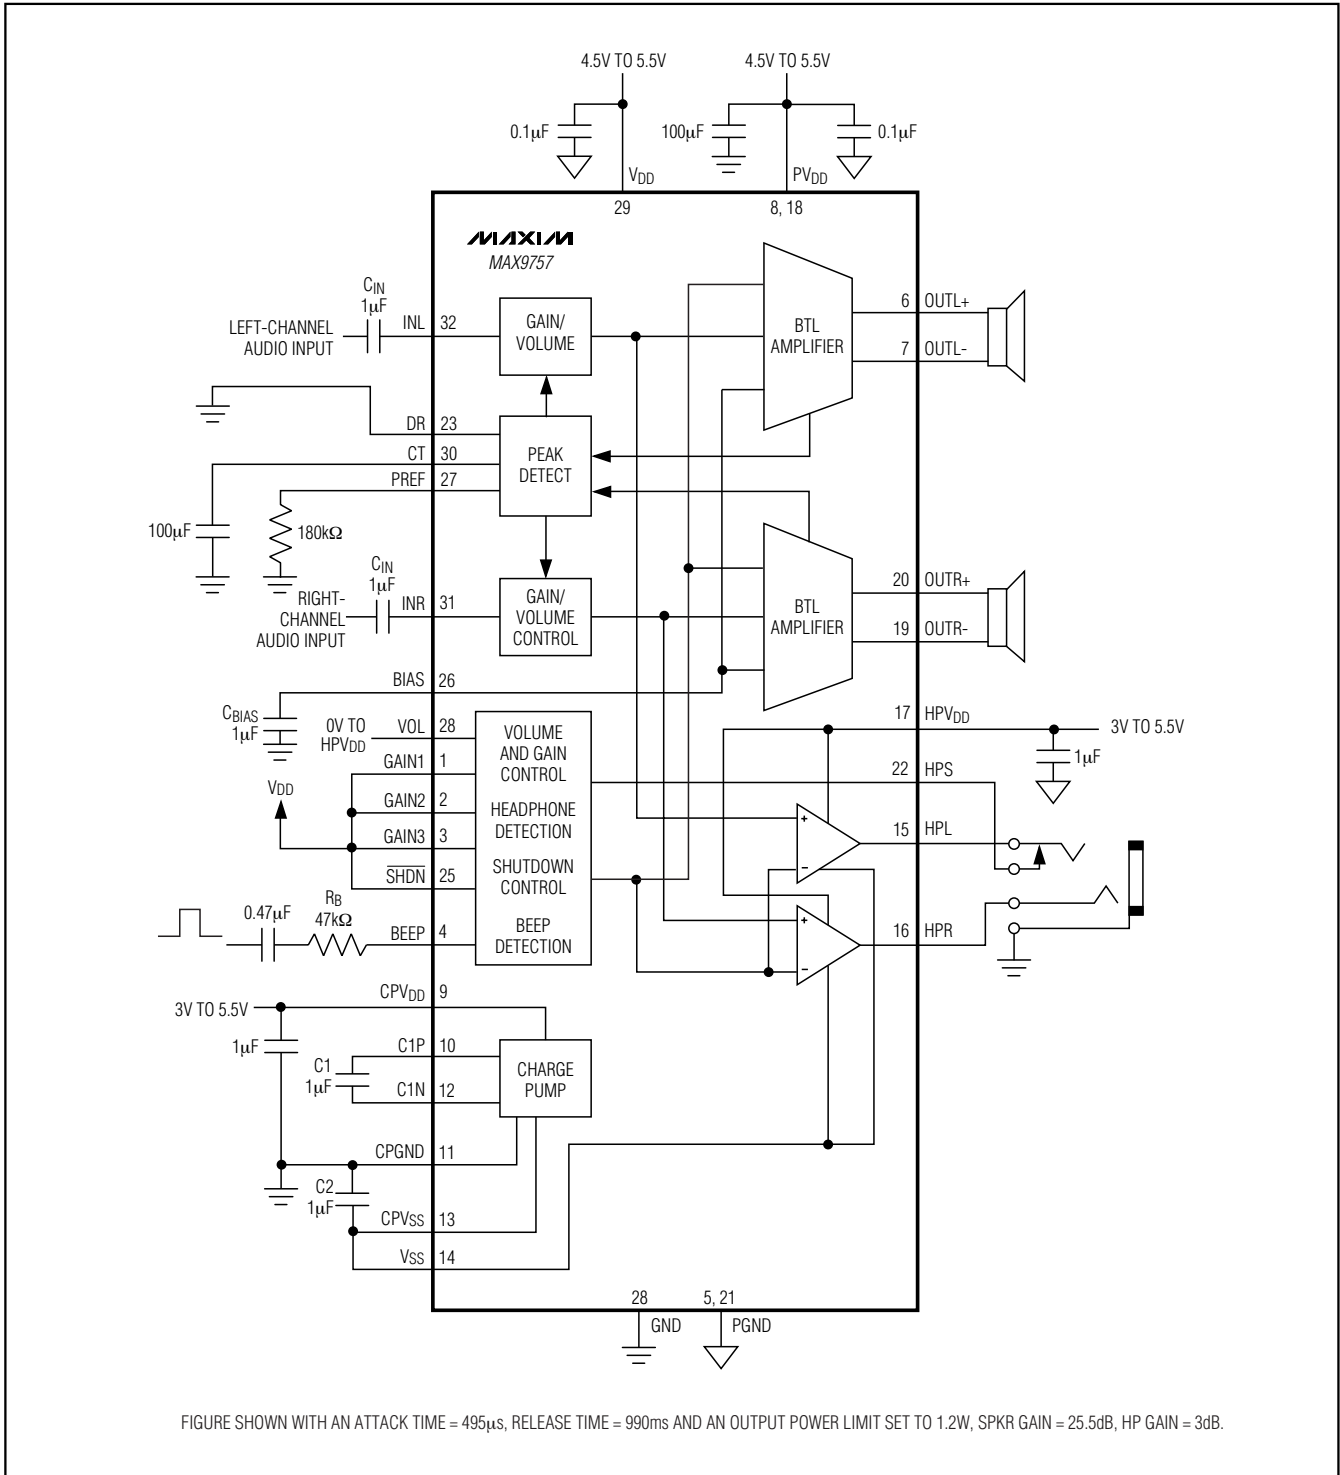 4.5V TO 5.5V
4.5V TO 5.5V
0.1µF
100µF
0.1µF
VDD
PVDD
29
8, 18
MAXIM
MAX9757
CIN
1µF
LEFT-CHANNEL
AUDIO INPUT
INL
32
GAIN/
VOLUME
BTL
AMPLIFIER
6
OUTL+
7
OUTL-
DR
23
CT
30
PREF
27
PEAK
DETECT
100µF
180kΩ
CIN
1µF
RIGHT-
CHANNEL
AUDIO INPUT
INR
31
GAIN/
VOLUME
CONTROL
BTL
AMPLIFIER
20
OUTR+
19
OUTR-
BIAS
26
CBIAS
1µF
0V TO
HPVDD
VOL
28
GAIN1
1
VDD
GAIN2
2
GAIN3
3
SHDN
25
VOLUME
AND GAIN
CONTROL
HEADPHONE
DETECTION
SHUTDOWN
CONTROL
BEEP
DETECTION
0.47µF
RB
47kΩ
BEEP
4
17
HPVDD
3V TO 5.5V
1µF
22
HPS
+
−
15
HPL
+
−
16
HPR
3V TO 5.5V
CPVDD
9
1µF
C1P
10
C1
1µF
C1N
12
CHARGE
PUMP
CPGND
11
C2
1µF
CPVSS
13
VSS
14
28
GND
5, 21
PGND
FIGURE SHOWN WITH AN ATTACK TIME = 495µs, RELEASE TIME = 990ms AND AN OUTPUT POWER LIMIT SET TO 1.2W, SPKR GAIN = 25.5dB, HP GAIN = 3dB.